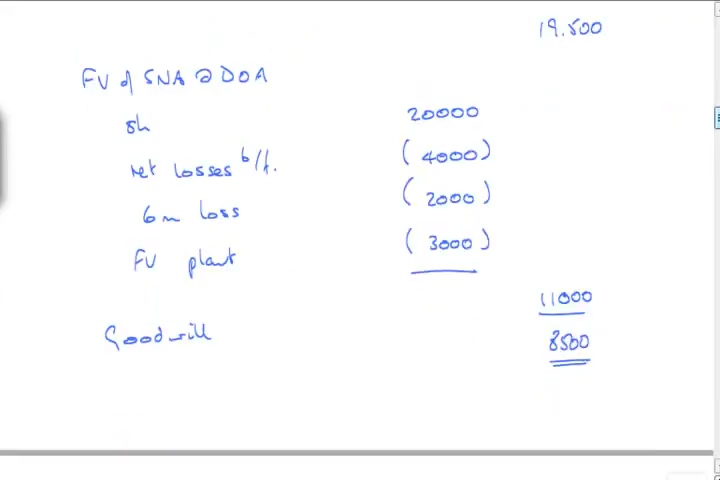 19.500
FV of SNA @ DOA
Sh 20000
ret losses b/f. (4000)
6m loss (2000)
FV plant (3000)
11000
Goodwill 8500